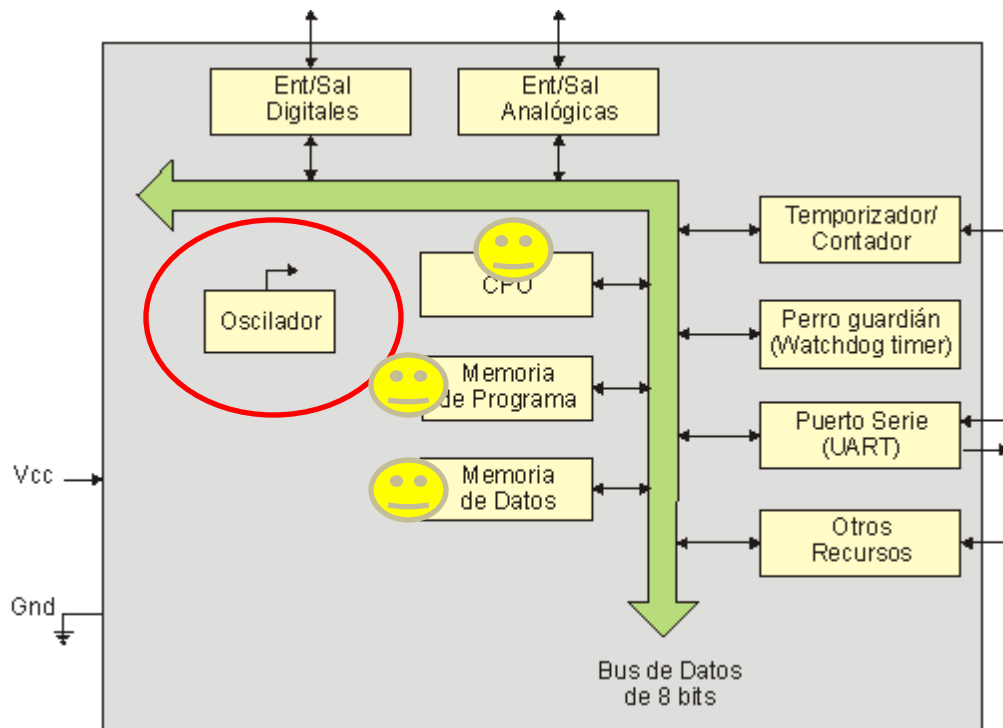 Ent/Sal
Digitales
Ent/Sal
Analógicas
Temporizador/
Contador
CPU
Oscilador
Perro guardián
(Watchdog timer)
Memoria
de Programa
Puerto Serie
(UART)
Vcc
Memoria
de Datos
Otros
Recursos
Gnd
Bus de Datos
de 8 bits